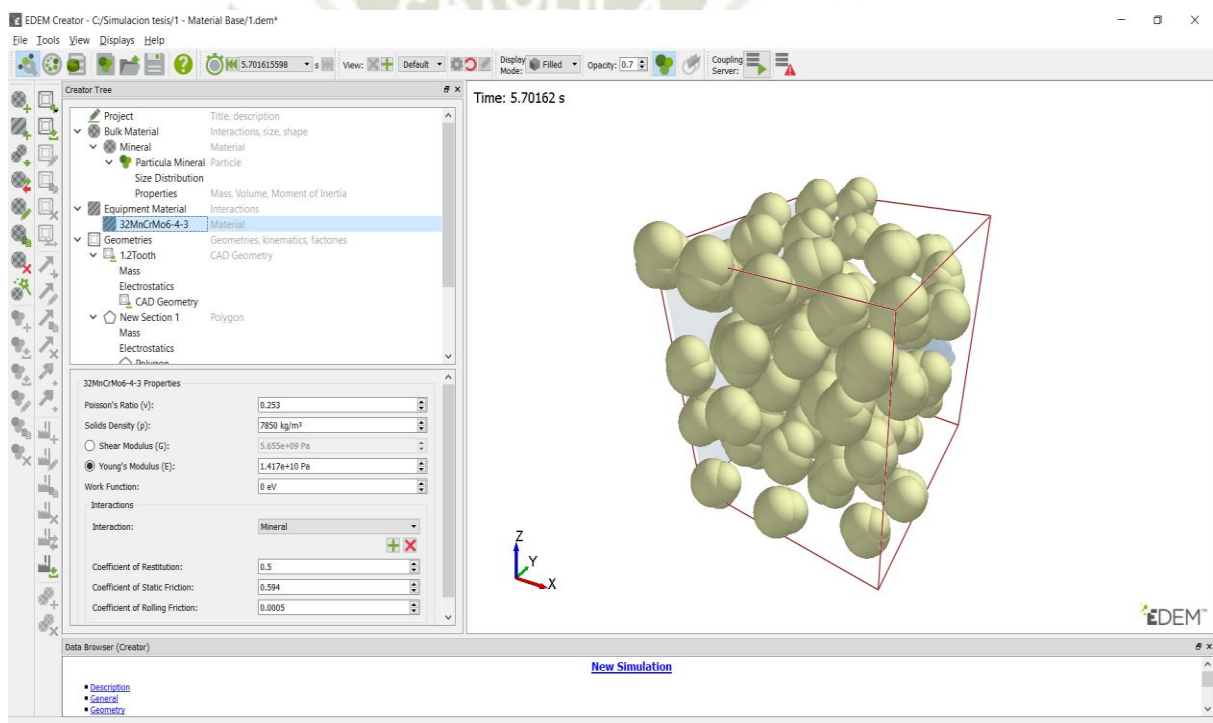 EDEM Creator - C:/Simulacion tesis/1 - Material Base/1.dem*
File Tools View Displays Help
5.701615598 s View: Default Display Mode: Filled Opacity: 0.7 Coupling Server:
Creator Tree
Time: 5.70162 s
Project Title, description
Bulk Material Interactions, size, shape
Mineral Material
Particula Mineral Particle
Size Distribution
Properties Mass, Volume, Moment of Inertia
Equipment Material Interactions
32MnCrMo6-4-3 Material
Geometries Geometries, kinematics, factories
1.2Tooth CAD Geometry
Mass
Electrostatics
CAD Geometry
New Section 1 Polygon
Mass
Electrostatics
Polygon
32MnCrMo6-4-3 Properties
Poisson's Ratio (ν): 0.253
Solids Density (ρ): 7850 kg/m³
Shear Modulus (G): 5.655e+09 Pa
Young's Modulus (E): 1.417e+10 Pa
Work Function: 0 eV
Interactions
Interaction: Mineral
Coefficient of Restitution: 0.5
Coefficient of Static Friction: 0.594
Coefficient of Rolling Friction: 0.0005
Z
Y
X
EDEM™
Data Browser (Creator)
New Simulation
Description
General
Geometry